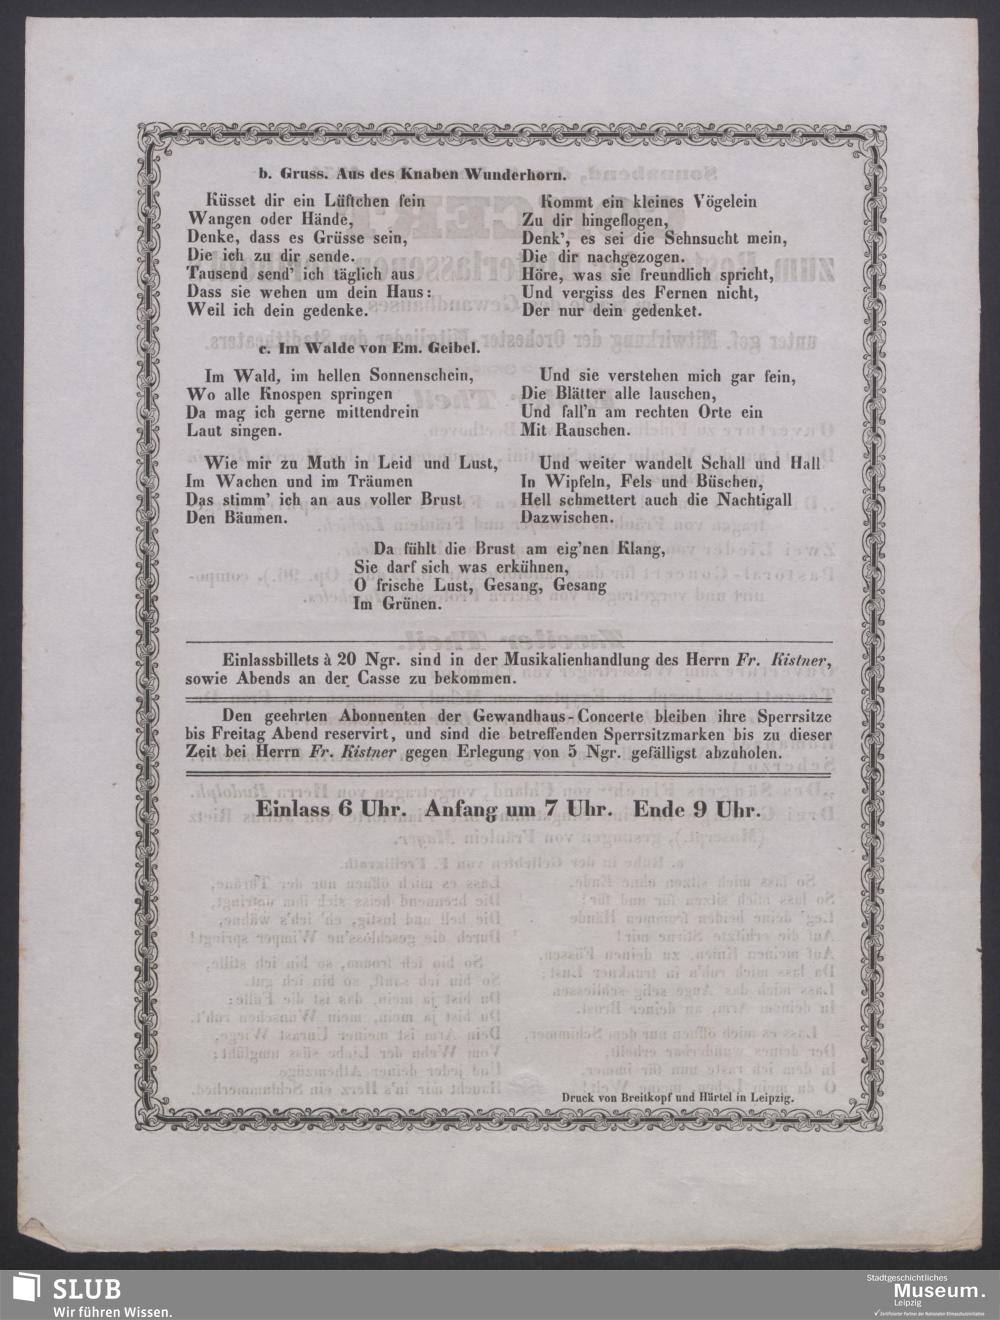 b. Gruss. Aus des Knaben Wunderhorn.
Küsset dir ein Lüftchen fein
Wangen oder Hände,
Denke, dass es Grüsse sein,
Die ich zu dir sende.
Tausend send' ich täglich aus
Dass sie wehen um dein Haus:
Weil ich dein gedenke.
Kommt ein kleines Vögelein
Zu dir hingeflogen,
Denk', es sei die Sehnsucht mein,
Die dir nachgezogen.
Höre, was sie freundlich spricht,
Und vergiss des Fernen nicht,
Der nur dein gedenket.
c. Im Walde von Em. Geibel.
Im Wald, im hellen Sonnenschein,
Wo alle Knospen springen
Da mag ich gerne mittendrein
Laut singen.
Und sie verstehen mich gar fein,
Die Blätter alle lauschen,
Und fall'n am rechten Orte ein
Mit Rauschen.
Wie mir zu Muth in Leid und Lust,
Im Wachen und im Träumen
Das stimm' ich an aus voller Brust
Den Bäumen.
Und weiter wandelt Schall und Hall
In Wipfeln, Fels und Büschen,
Hell schmettert auch die Nachtigall
Dazwischen.
Da fühlt die Brust am eig'nen Klang,
Sie darf sich was erkühnen,
O frische Lust, Gesang, Gesang
Im Grünen.
Einlassbillets à 20 Ngr. sind in der Musikalienhandlung des Herrn Fr. Kistner,
sowie Abends an der Casse zu bekommen.
Den geehrten Abonnenten der Gewandhaus-Concerte bleiben ihre Sperrsitze
bis Freitag Abend reservirt, und sind die betreffenden Sperrsitzmarken bis zu dieser
Zeit bei Herrn Fr. Kistner gegen Erlegung von 5 Ngr. gefälligst abzuholen.
Einlass 6 Uhr. Anfang um 7 Uhr. Ende 9 Uhr.
Druck von Breitkopf und Härtel in Leipzig.
SLUB
Wir führen Wissen.
Stadtgeschichtliches
Museum.
Leipzig
Zertifizierter Partner der Nationalen Klimaschutzinitiative